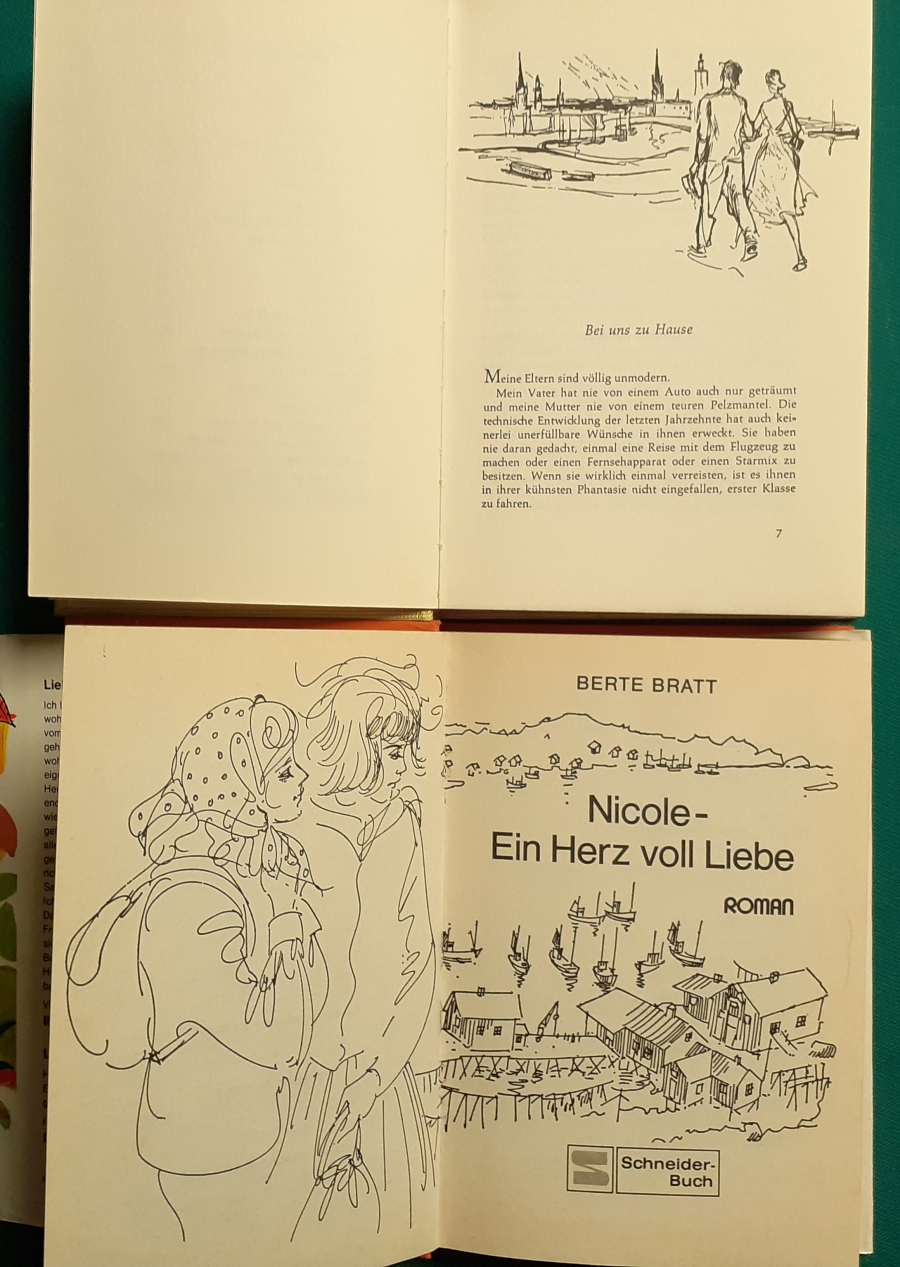 Bei uns zu Hause
Meine Eltern sind völlig unmodern.
Mein Vater hat nie von einem Auto auch nur geträumt
und meine Mutter nie von einem teuren Pelzmantel. Die
technische Entwicklung der letzten Jahrzehnte hat auch kei-
nerlei unerfüllbare Wünsche in ihnen erweckt. Sie haben
nie daran gedacht, einmal eine Reise mit dem Flugzeug zu
machen oder einen Fernsehapparat oder einen Starmix zu
besitzen. Wenn sie wirklich einmal verreisten, ist es ihnen
in ihrer kühnsten Phantasie nicht eingefallen, erster Klasse
zu fahren.
7
BERTE BRATT
Nicole-
Ein Herz voll Liebe
ROMAN
Schneider-
Buch
Ich